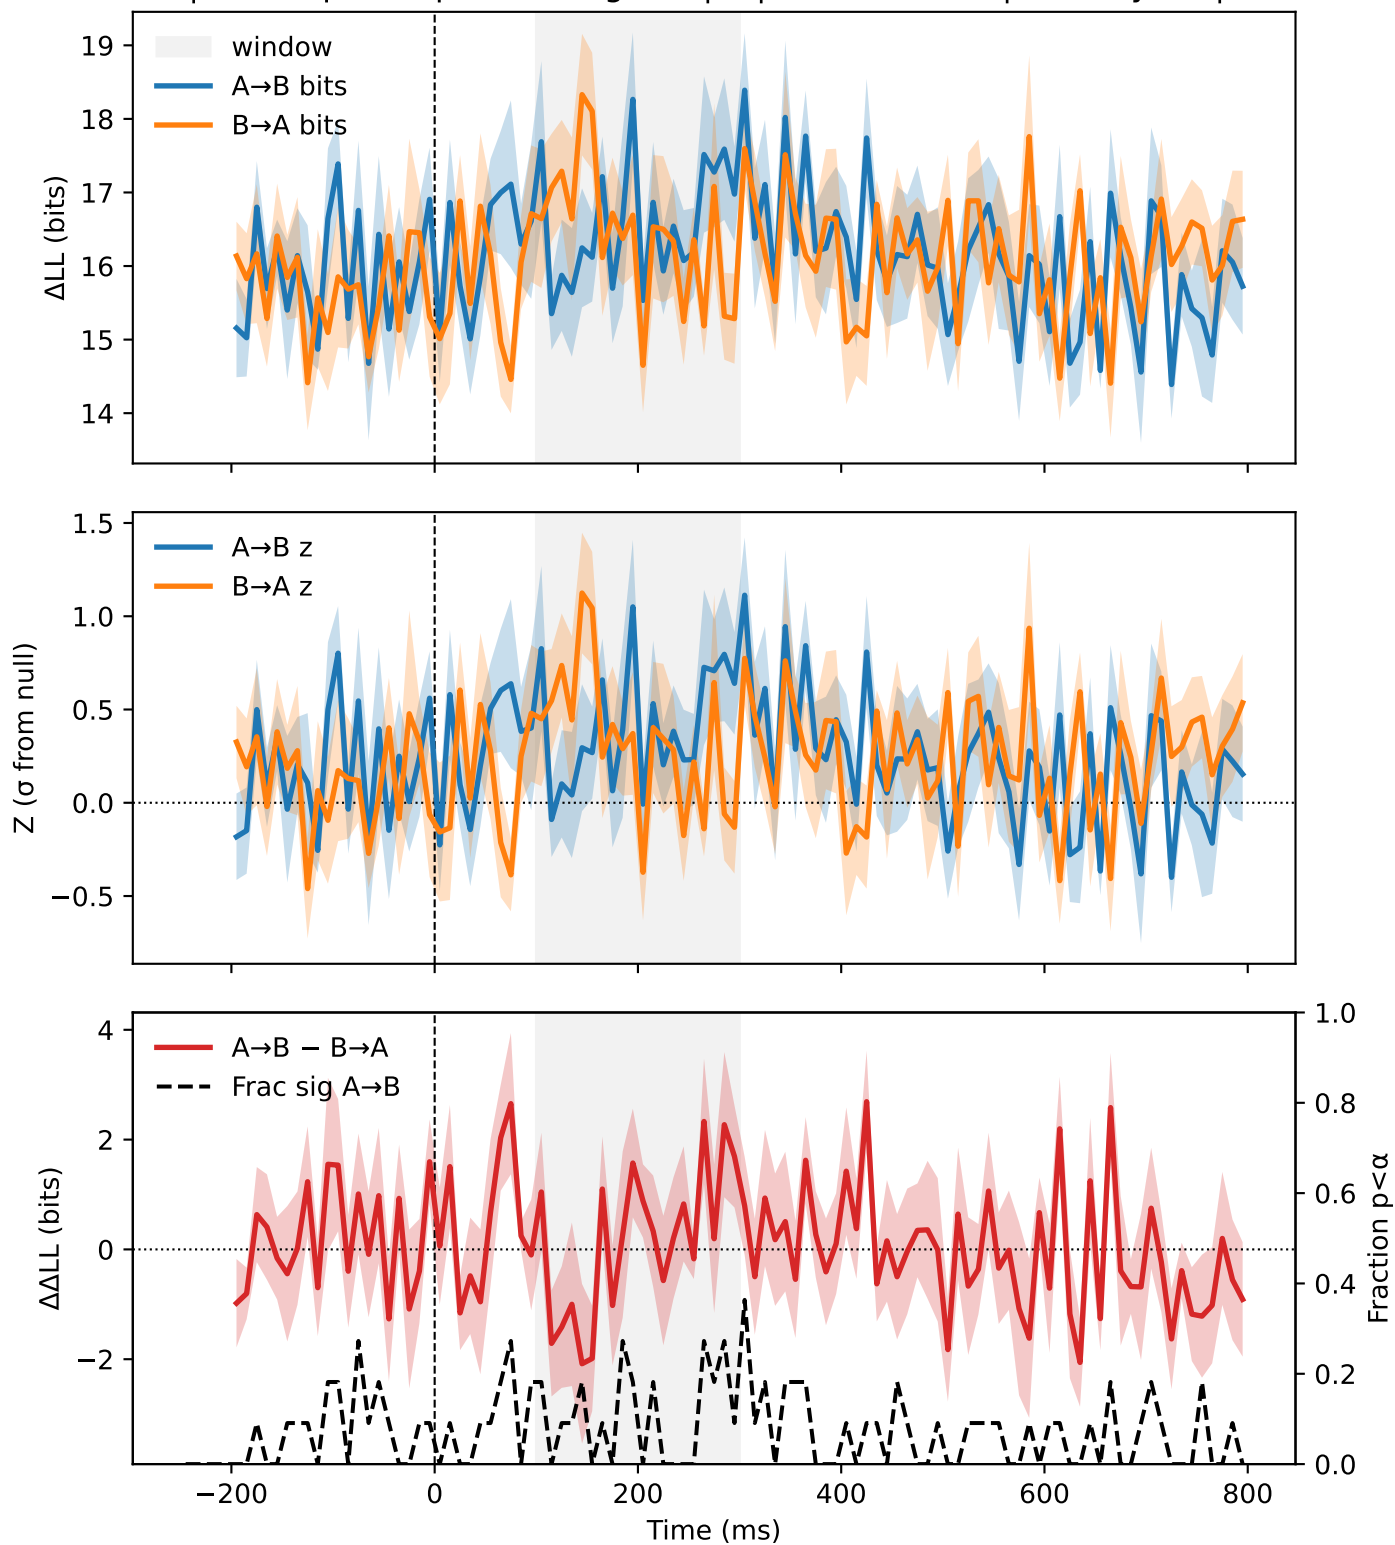 19
18
17
16
15
14
ΔLL (bits)
window
A→B bits
B→A bits
1.5
1.0
0.5
0.0
−0.5
Z (σ from null)
A→B z
B→A z
4
2
0
−2
ΔΔLL (bits)
A→B − B→A
Frac sig A→B
1.0
0.8
0.6
0.4
0.2
0.0
Fraction p<α
−200 0 200 400 600 800
Time (ms)